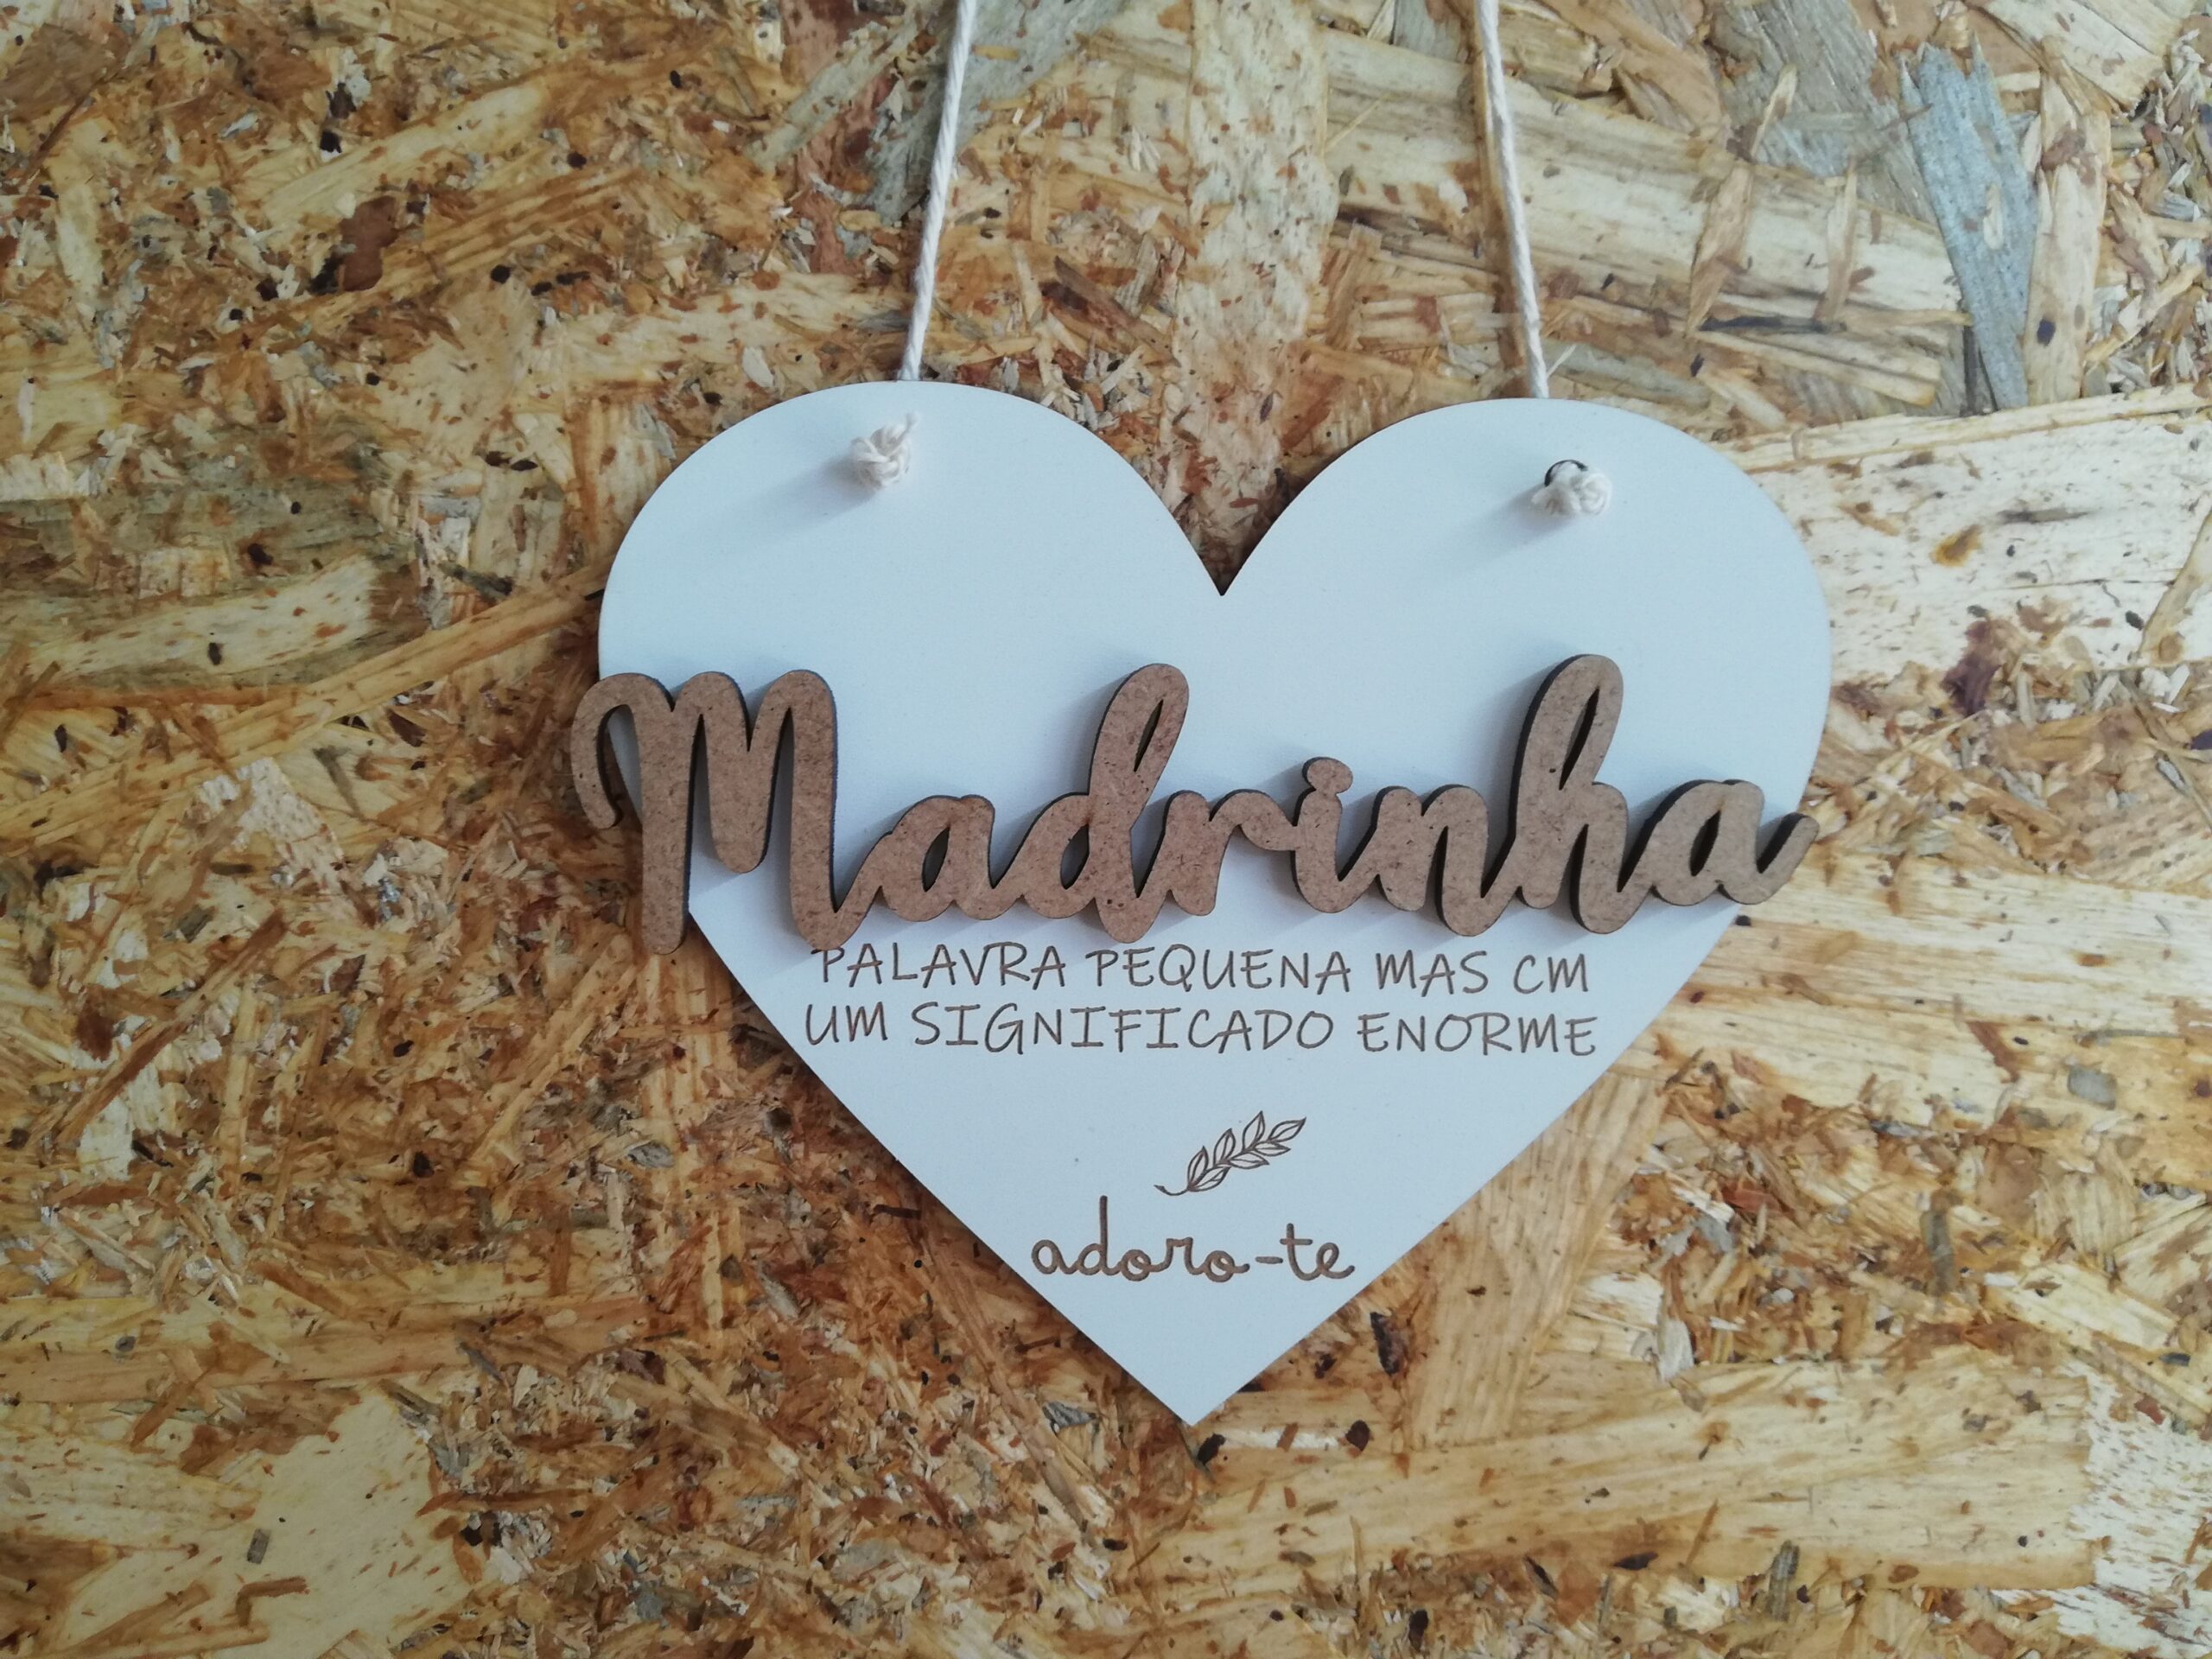 Madrinha
PALAVRA PEQUENA MAS CM
UM SIGNIFICADO ENORME
adoro-te